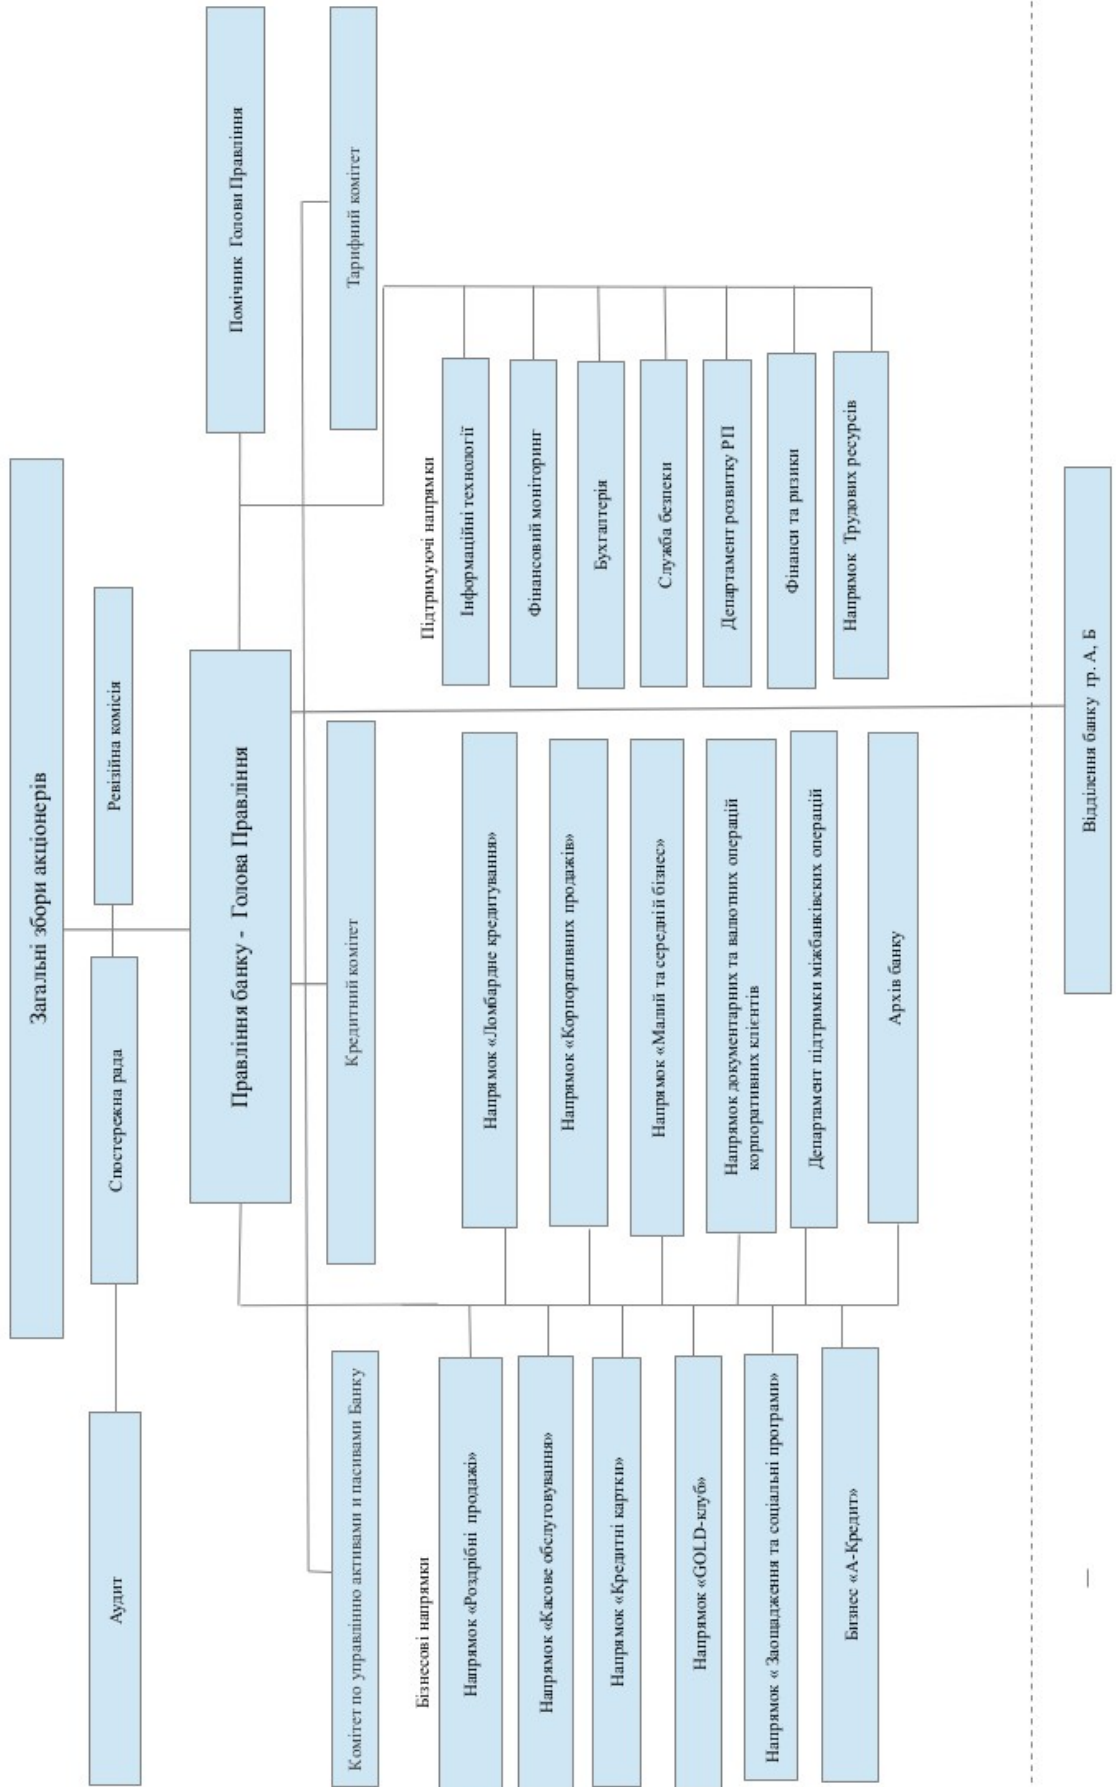 Загальні збори акціонерів
Ревізійна комісія
Спостережна рада
Аудит
Правління банку - Голова Правління
Помічник Голови Правління
Комітет по управлінню активами и пасивами Банку
Кредитний комітет
Тарифний комітет
Бізнесові напрямки
Напрямок «Роздрібні продажі»
Напрямок «Касове обслуговування»
Напрямок «Кредитні картки»
Напрямок «GOLD-клуб»
Напрямок « Заощадження та соціальні програми»
Бизнес «А-Кредит»
Напрямок «Ломбардне кредитування»
Напрямок «Корпоративних продажів»
Напрямок «Малий та середній бізнес»
Напрямок документарних та валютних операцій
корпоративних клієнтів
Департамент підтримки міжбанківских операцій
Архів банку
Підтримуючі напрямки
Інформаційні технології
Фінансовий моніторинг
Бухгалтерія
Служба безпеки
Департамент розвитку РП
Фінанси та ризики
Напрямок Трудових ресурсів
Відділення банку гр. А, Б